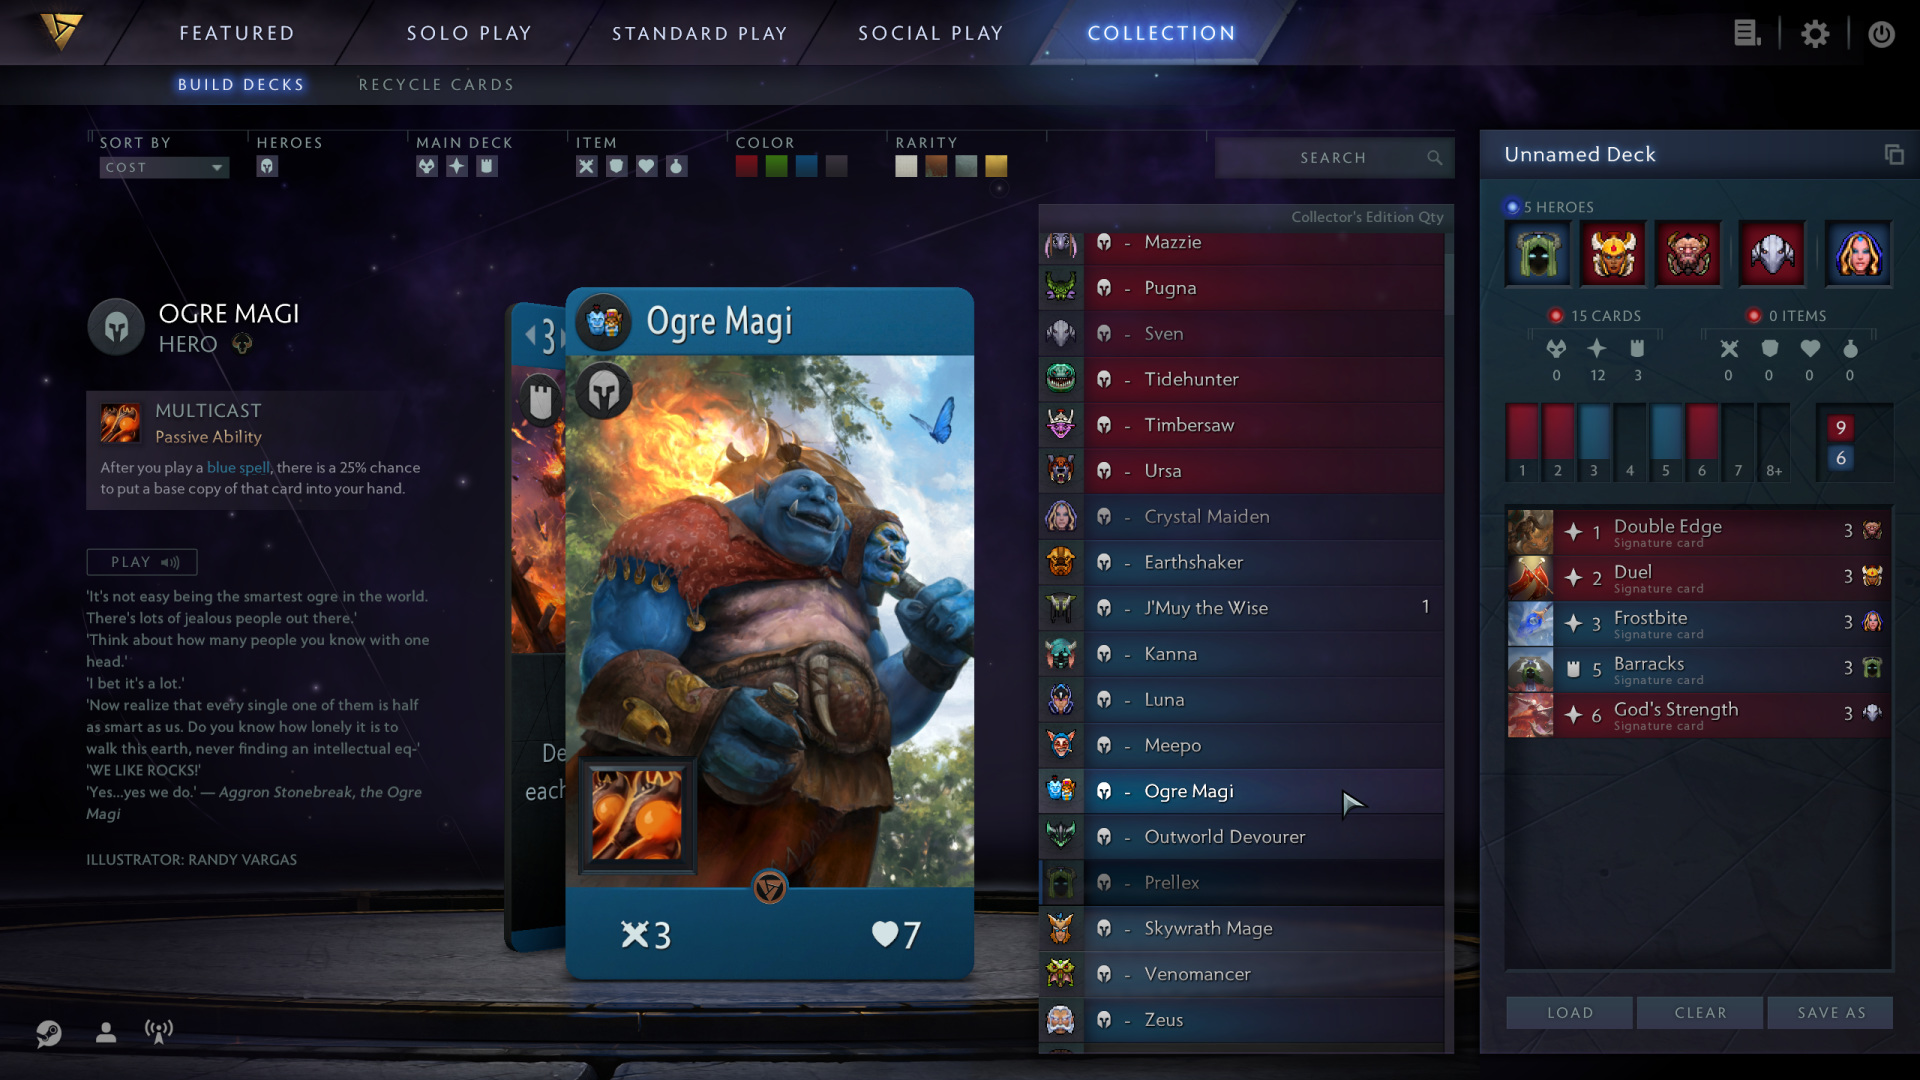 FEATURED
SOLO PLAY
STANDARD PLAY
SOCIAL PLAY
COLLECTION
BUILD DECKS
RECYCLE CARDS
SORT BY
COST
HEROES
MAIN DECK
ITEM
COLOR
RARITY
SEARCH
OGRE MAGI
HERO
MULTICAST
Passive Ability
After you play a blue spell, there is a 25% chance
to put a base copy of that card into your hand.
PLAY
'It's not easy being the smartest ogre in the world.
There's lots of jealous people out there.'
'Think about how many people you know with one
head.'
'I bet it's a lot.'
'Now realize that every single one of them is half
as smart as us. Do you know how lonely it is to
walk this earth, never finding an intellectual eq-'
'WE LIKE ROCKS!'
'Yes...yes we do.' — Aggron Stonebreak, the Ogre
Magi
ILLUSTRATOR: RANDY VARGAS
3
De
each
Ogre Magi
3
7
Collector's Edition Qty
- Mazzie
- Pugna
- Sven
- Tidehunter
- Timbersaw
- Ursa
- Crystal Maiden
- Earthshaker
- J'Muy the Wise 1
- Kanna
- Luna
- Meepo
- Ogre Magi
- Outworld Devourer
- Prellex
- Skywrath Mage
- Venomancer
- Zeus
Unnamed Deck
5 HEROES
15 CARDS
0 12 3
0 ITEMS
0 0 0 0
1 2 3 4 5 6 7 8+
9
6
1 Double Edge 3
Signature card
2 Duel 3
Signature card
3 Frostbite 3
Signature card
5 Barracks 3
Signature card
6 God's Strength 3
Signature card
LOAD
CLEAR
SAVE AS